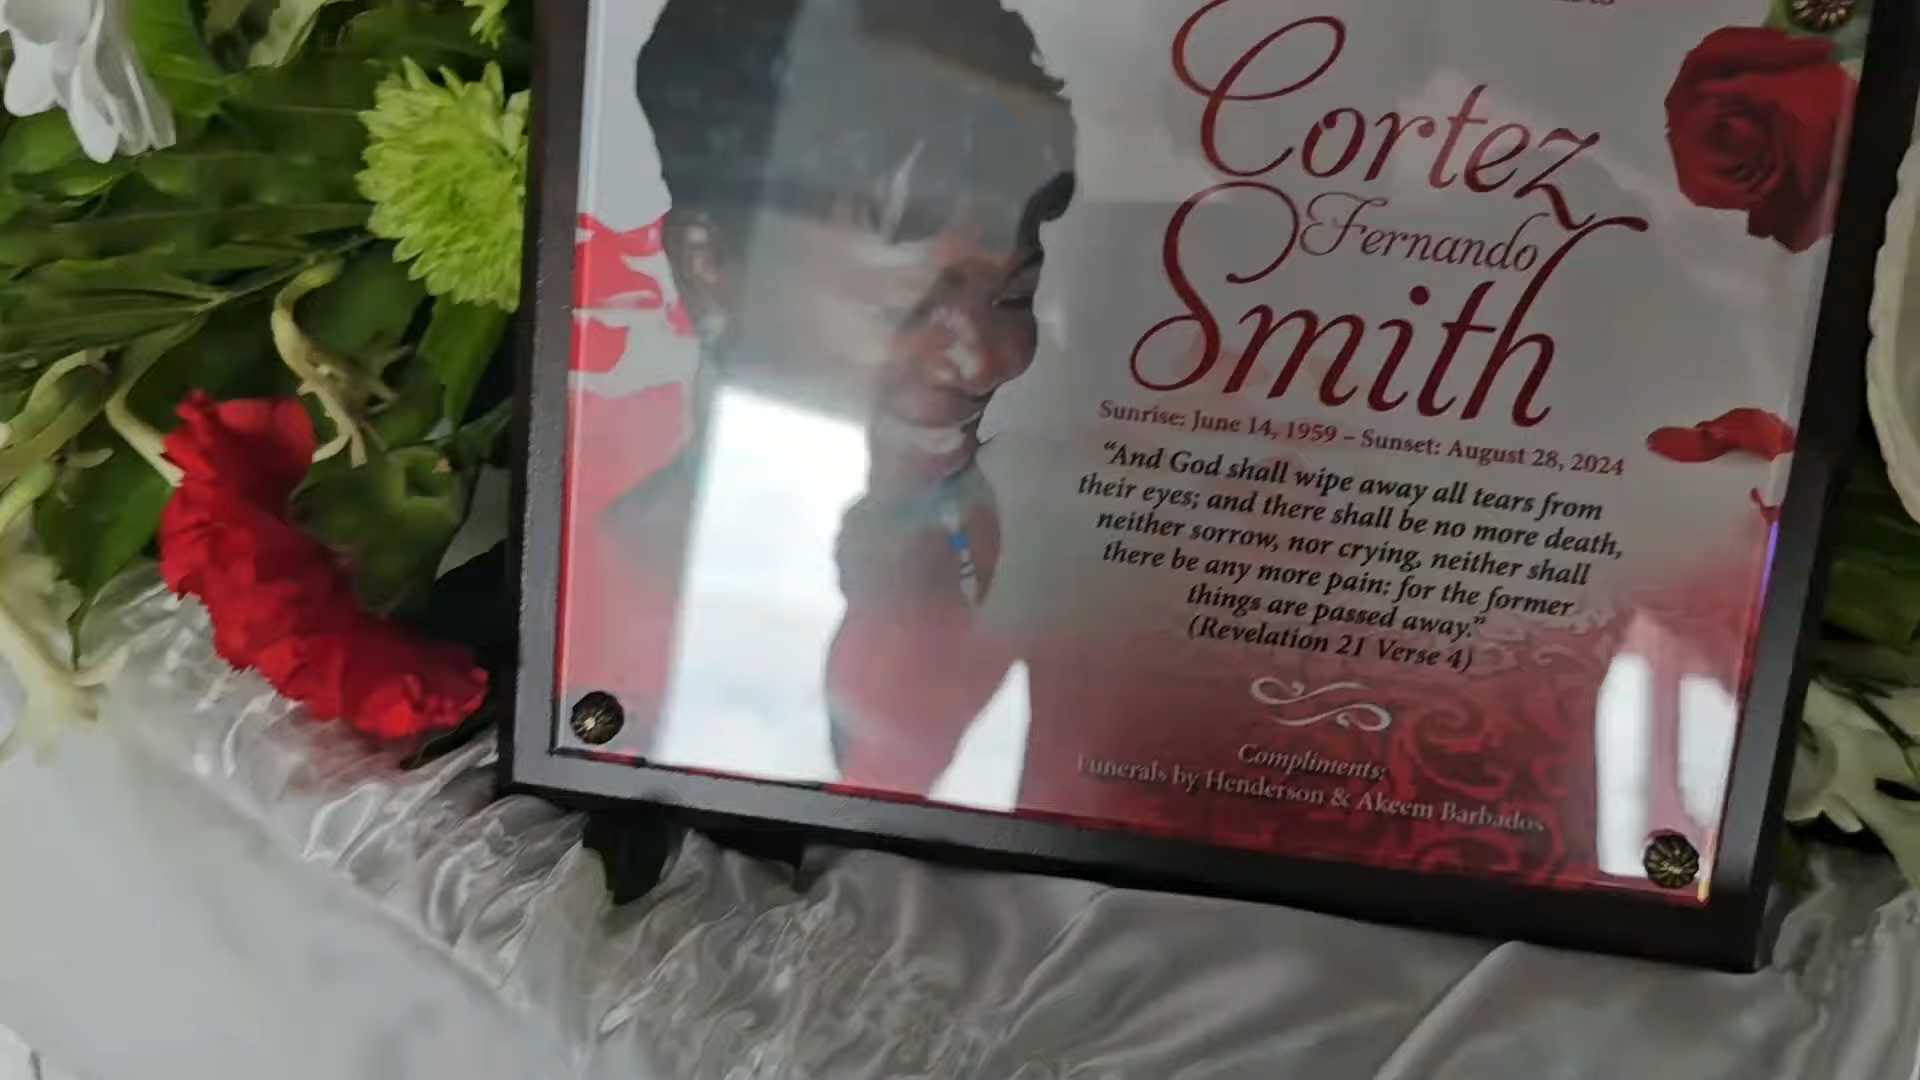 Cortez
Fernando
Smith
Sunrise: June 14, 1959 – Sunset: August 28, 2024
“And God shall wipe away all tears from
their eyes; and there shall be no more death,
neither sorrow, nor crying, neither shall
there be any more pain: for the former
things are passed away.”
(Revelation 21 Verse 4)
Compliments:
Funerals by Henderson & Akeem Barbados